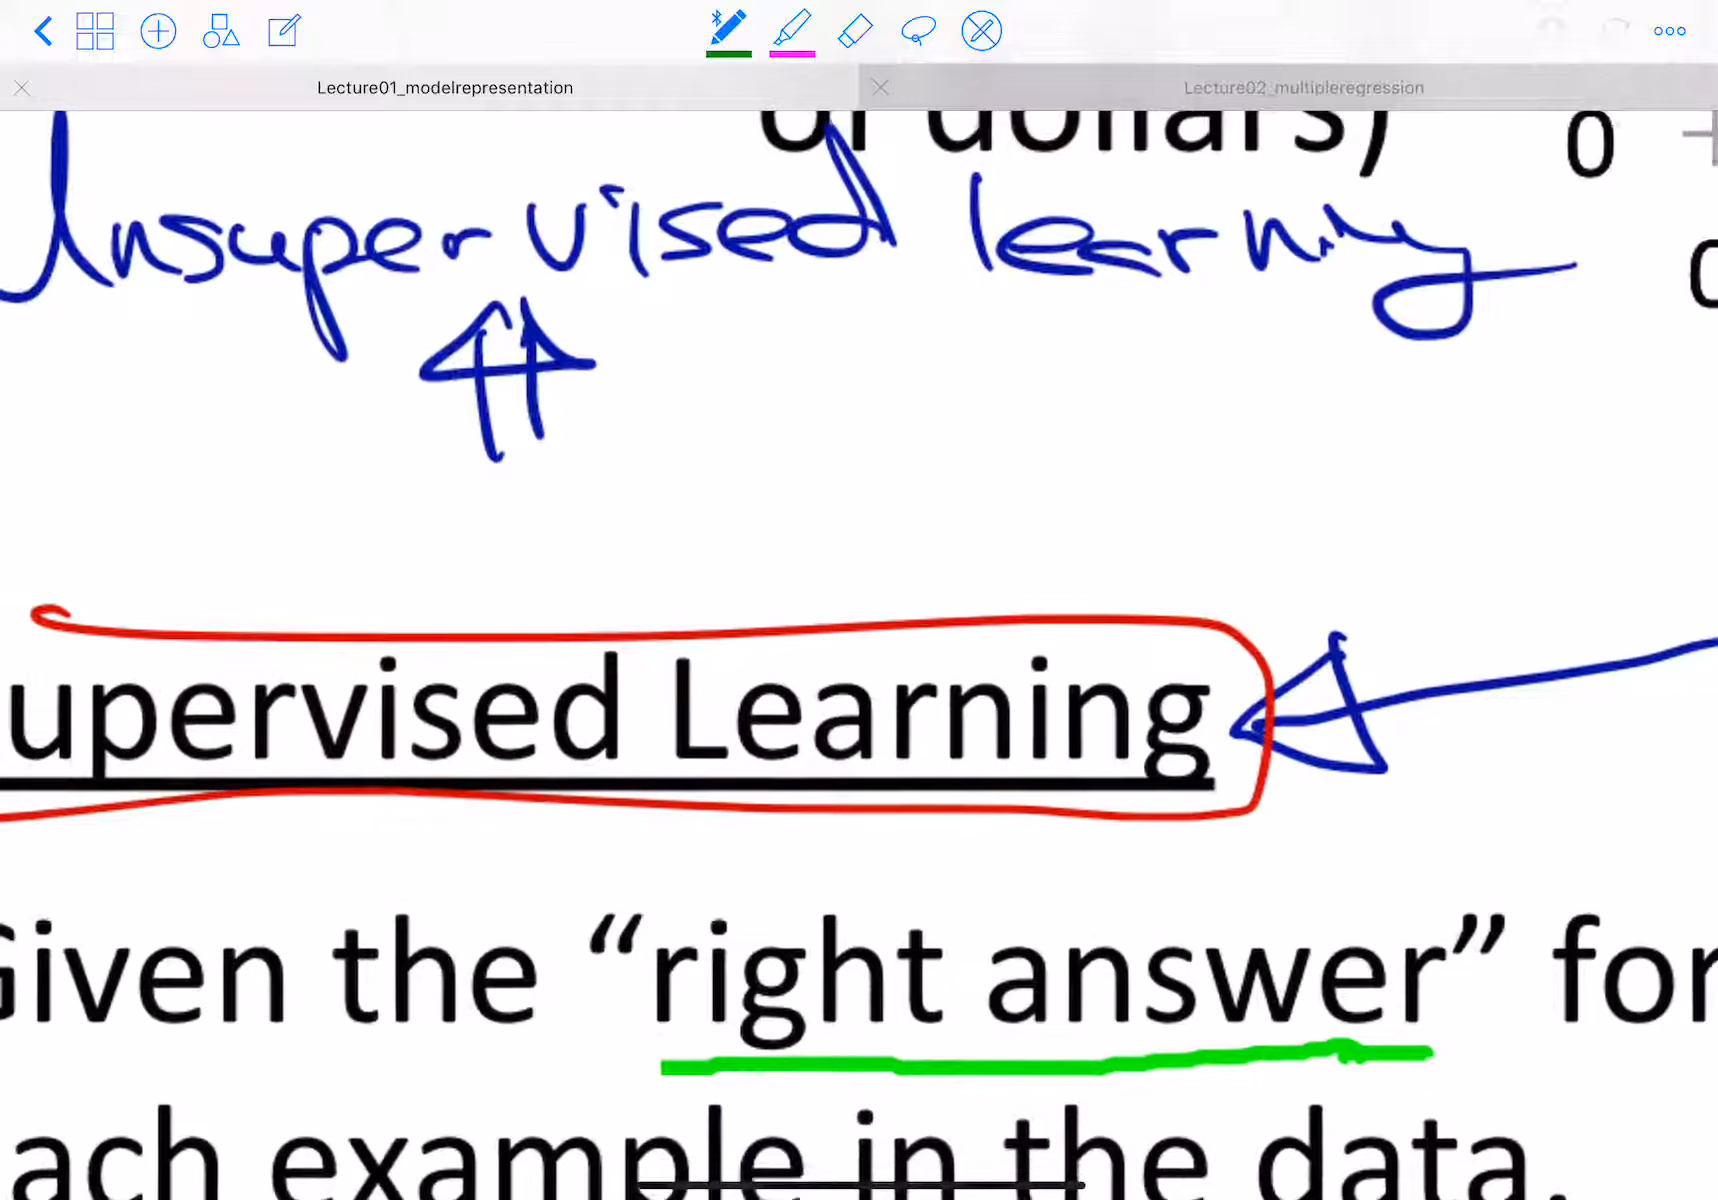 Lecture01_modelrepresentation
Lecture02_multipleregression
of dollars)
0
Unsupervised learning
0
upervised Learning
Given the “right answer” for
ach example in the data.